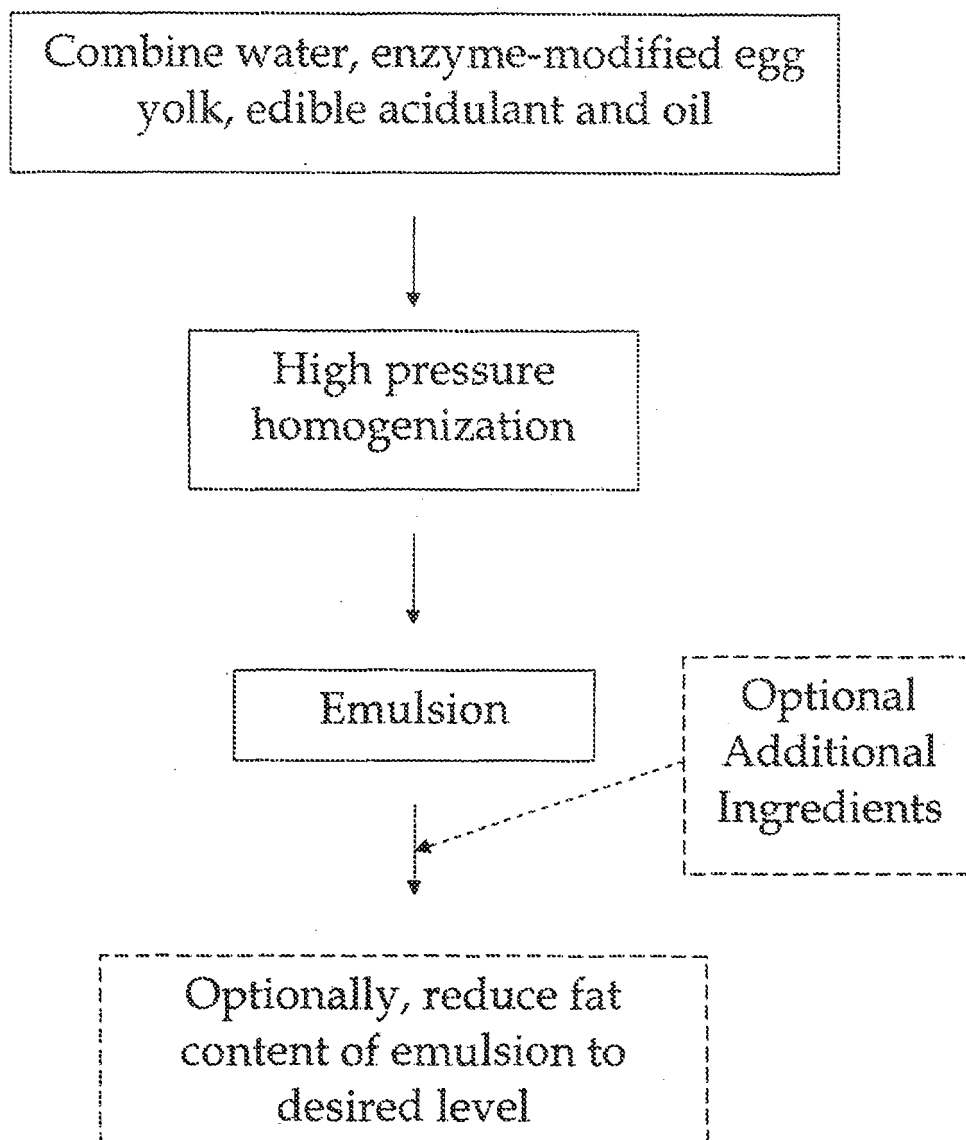 Combine water, enzyme-modified egg
yolk, edible acidulant and oil
High pressure
homogenization
Emulsion
Optional
Additional
Ingredients
Optionally, reduce fat
content of emulsion to
desired level